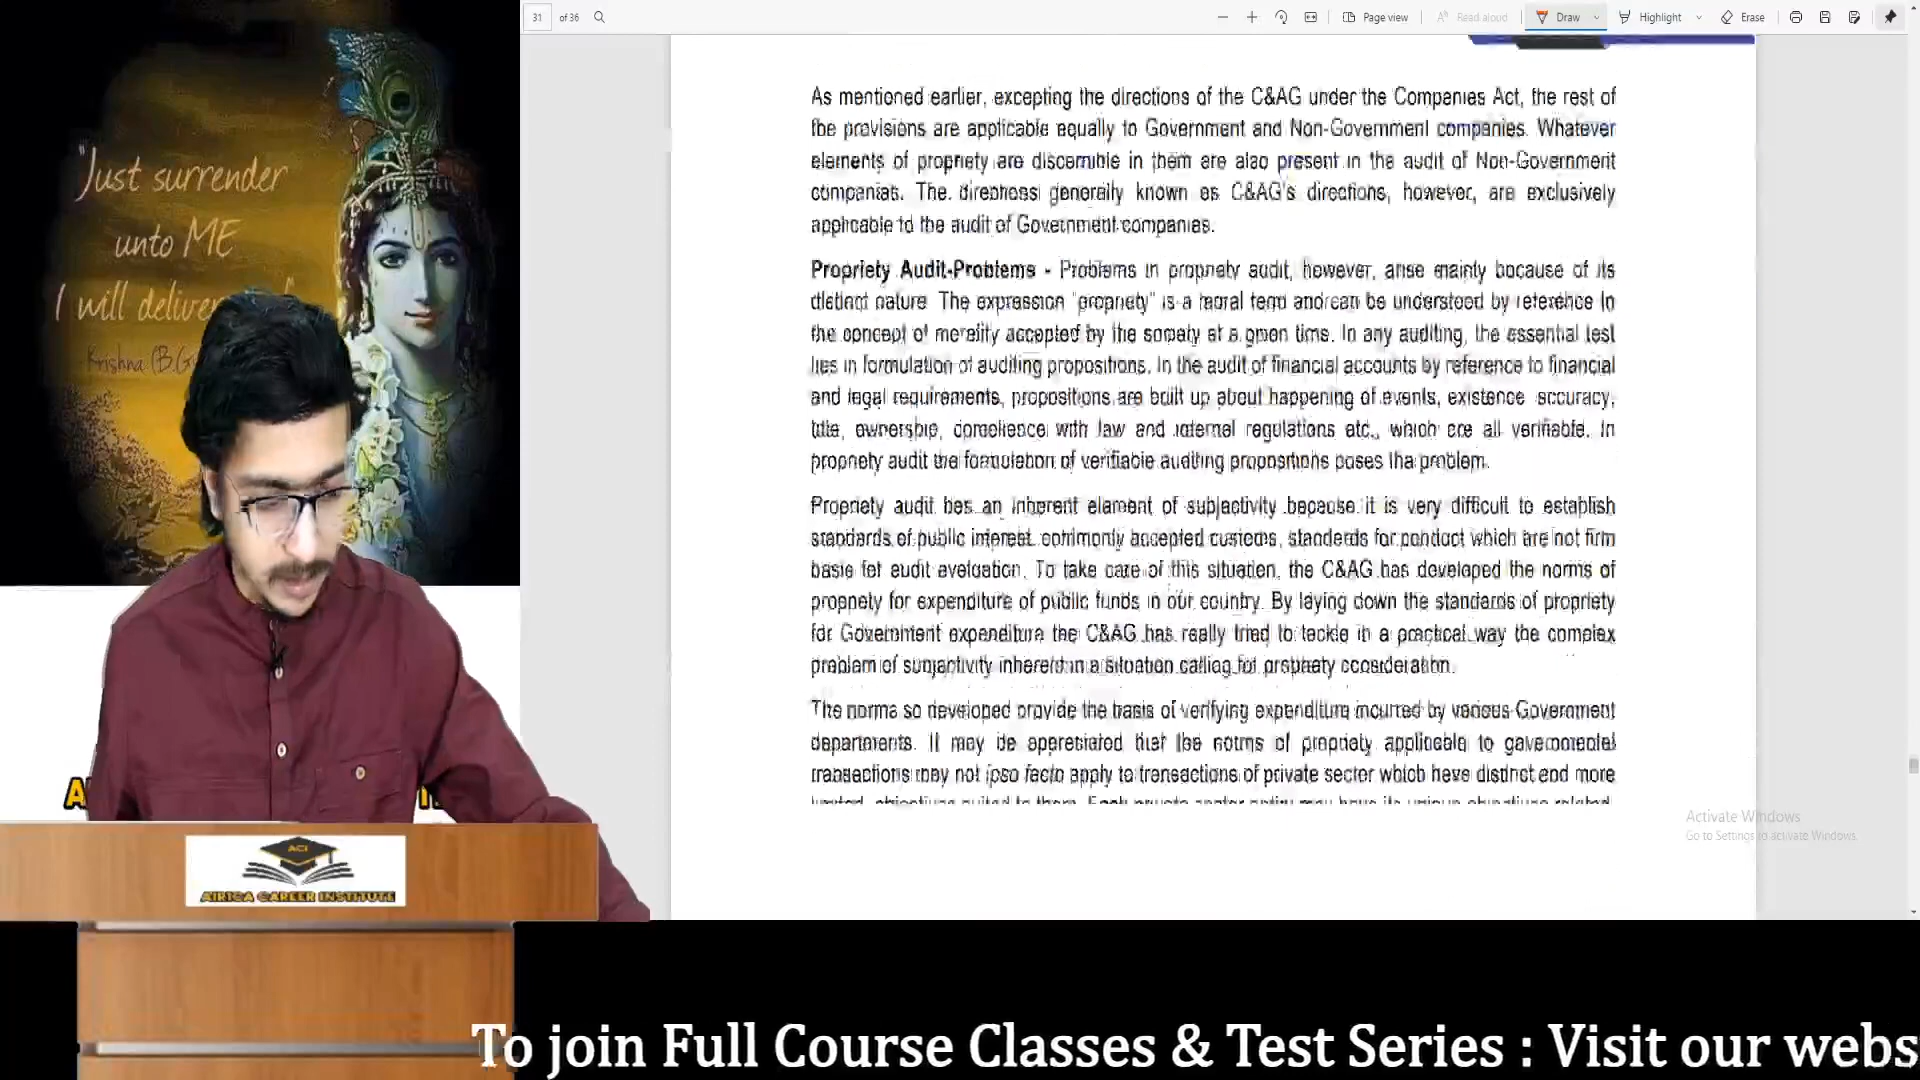 31 of 36
Page view
Read aloud
Draw
Highlight
Erase
"Just surrender
unto ME
I will deliver
Krishna (B.G
As mentioned earlier, excepting the directions of the C&AG under the Companies Act, the rest of
the provisions are applicable equally to Government and Non-Government companies. Whatever
elements of propriety are discernible in them are also present in the audit of Non-Government
companies. The directions generally known as C&AG's directions, however, are exclusively
applicable to the audit of Government companies.
Propriety Audit-Problems - Problems in propriety audit, however, arise mainly because of its
distinct nature. The expression "propriety" is a moral term and can be understood by reference to
the concept of morality accepted by the society at a given time. In any auditing, the essential test
lies in formulation of auditing propositions. In the audit of financial accounts by reference to financial
and legal requirements, propositions are built up about happening of events, existence accuracy,
title, ownership, compliance with law and internal regulations etc., which are all verifiable. In
propriety audit the formulation of verifiable auditing propositions poses the problem.
Propriety audit has an inherent element of subjectivity because it is very difficult to establish
standards of public interest, commonly accepted customs, standards for conduct which are not firm
basis for audit evaluation. To take care of this situation, the C&AG has developed the norms of
propriety for expenditure of public funds in our country. By laying down the standards of propriety
for Government expenditure the C&AG has really tried to tackle in a practical way the complex
problem of subjectivity inherent in a situation calling for propriety consideration.
The norms so developed provide the basis of verifying expenditure incurred by various Government
departments. It may be appreciated that the norms of propriety applicable to governmental
transactions may not ipso facto apply to transactions of private sector which have distinct and more
Activate Windows
Go to Settings to activate Windows.
ACI
AIRTCA CAREER INSTITUTE
To join Full Course Classes & Test Series : Visit our webs